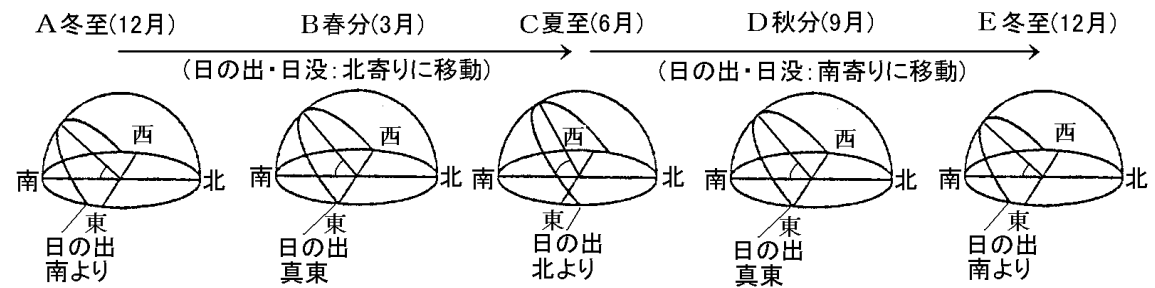 A冬至(12月)
B春分(3月)
C夏至(6月)
D秋分(9月)
E冬至(12月)
(日の出・日没:北寄りに移動)
(日の出・日没:南寄りに移動)
西
南
北
東
日の出
南より
西
南
北
東
日の出
真東
西
南
北
東
日の出
北より
西
南
北
東
日の出
真東
西
南
北
東
日の出
南より